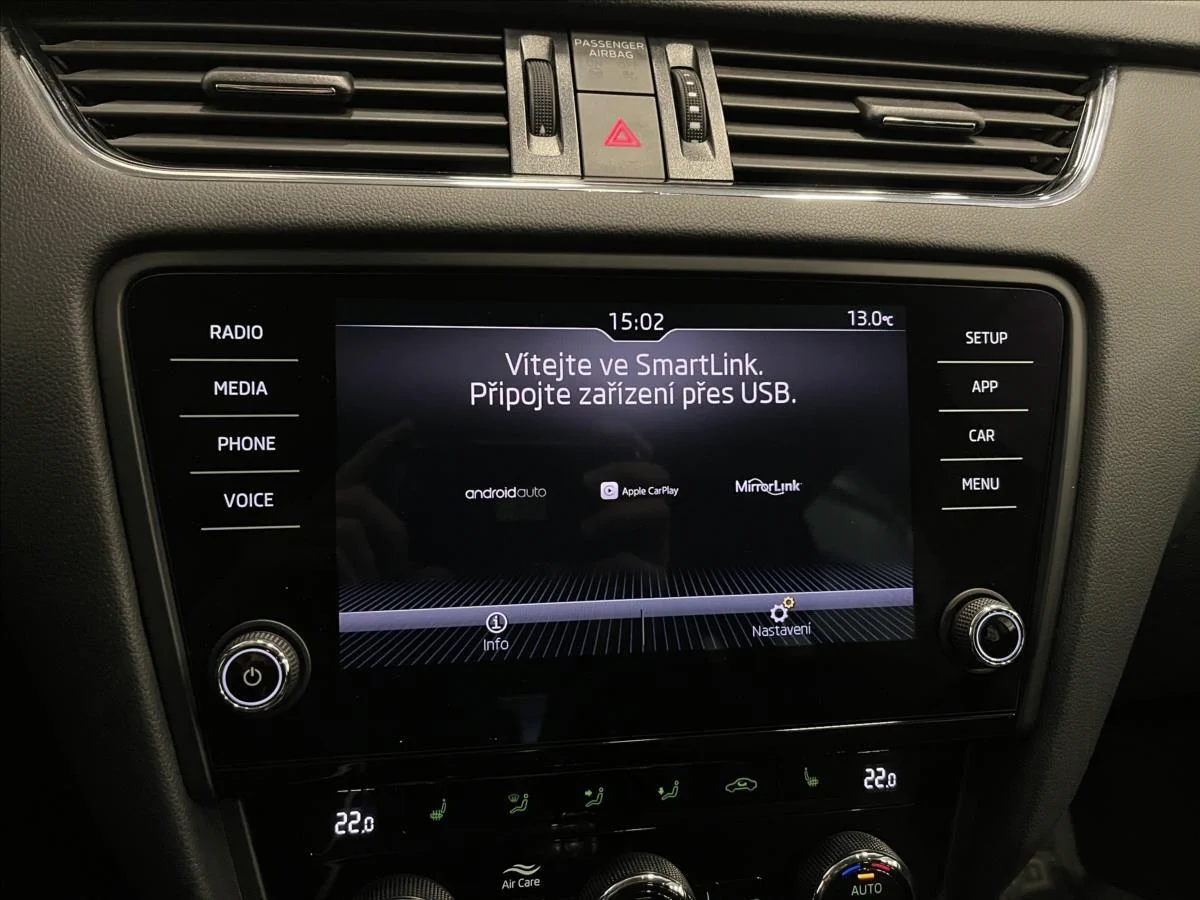 PASSENGER
AIRBAG
15:02
13.0°C
Vítejte ve SmartLink.
Připojte zařízení přes USB.
RADIO
MEDIA
PHONE
VOICE
SETUP
APP
CAR
MENU
androidauto
Apple CarPlay
MirrorLink
Info
Nastavení
22.0
22.0
Air Care
AUTO